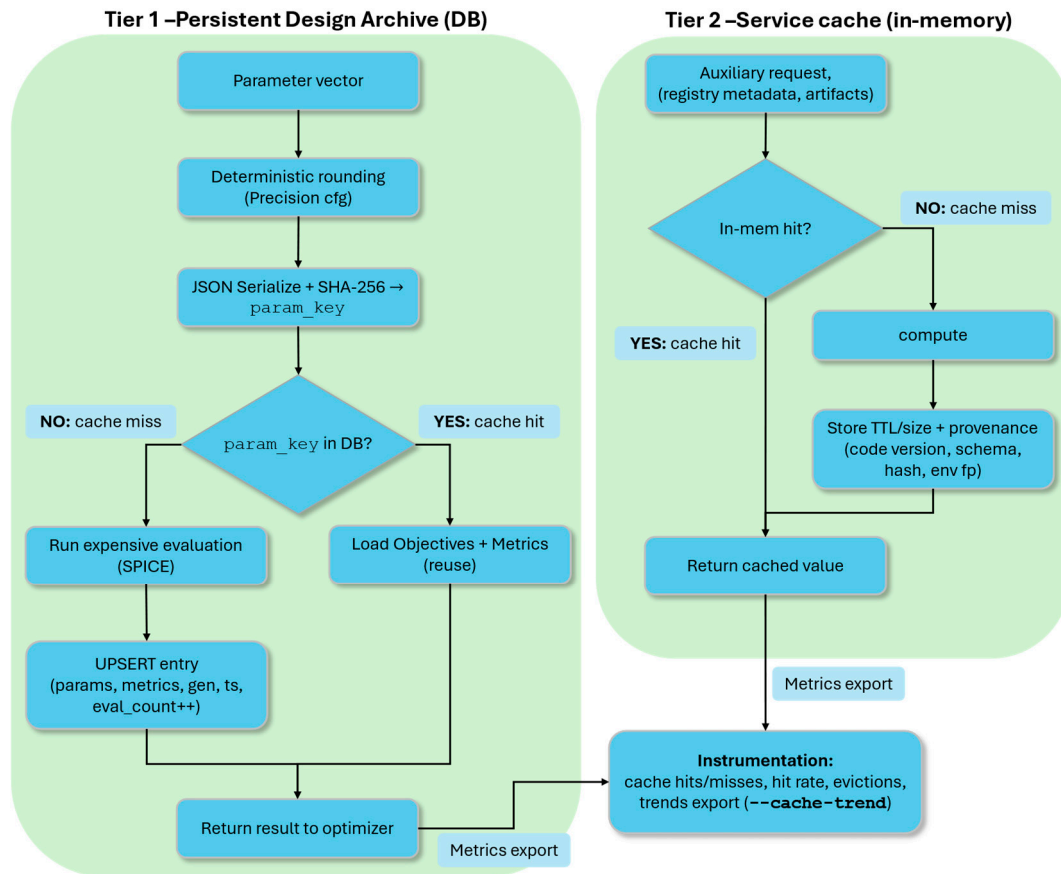 Tier 1 –Persistent Design Archive (DB)
Parameter vector
Deterministic rounding
(Precision cfg)
JSON Serialize + SHA-256 →
param_key
NO: cache miss
YES: cache hit
param_key in DB?
Run expensive evaluation
(SPICE)
Load Objectives + Metrics
(reuse)
UPSERT entry
(params, metrics, gen, ts,
eval_count++)
Return result to optimizer
Metrics export
Tier 2 –Service cache (in-memory)
Auxiliary request,
(registry metadata, artifacts)
In-mem hit?
NO: cache miss
YES: cache hit
compute
Store TTL/size + provenance
(code version, schema,
hash, env fp)
Return cached value
Metrics export
Instrumentation:
cache hits/misses, hit rate, evictions,
trends export (--cache-trend)